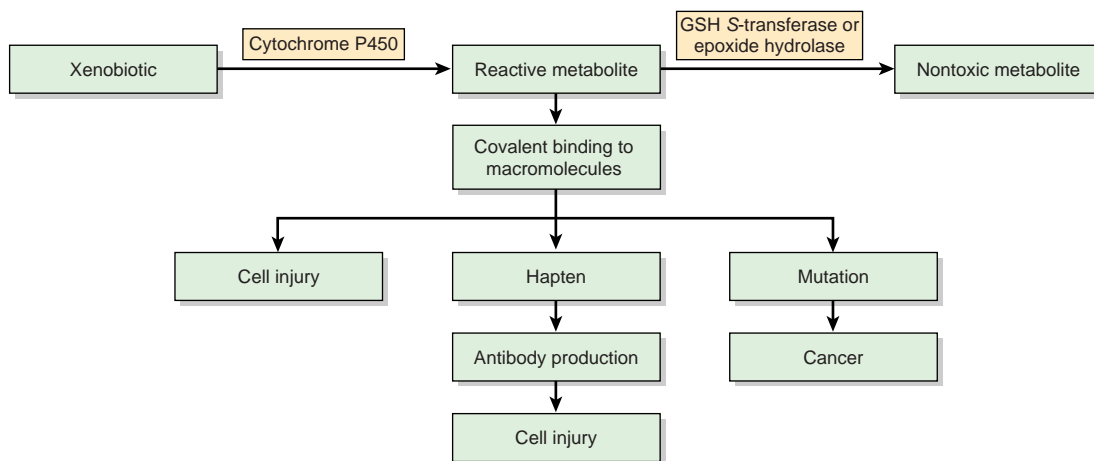 Cytochrome P450
GSH S-transferase or
epoxide hydrolase
Xenobiotic
Reactive metabolite
Nontoxic metabolite
Covalent binding to
macromolecules
Cell injury
Hapten
Mutation
Antibody production
Cancer
Cell injury